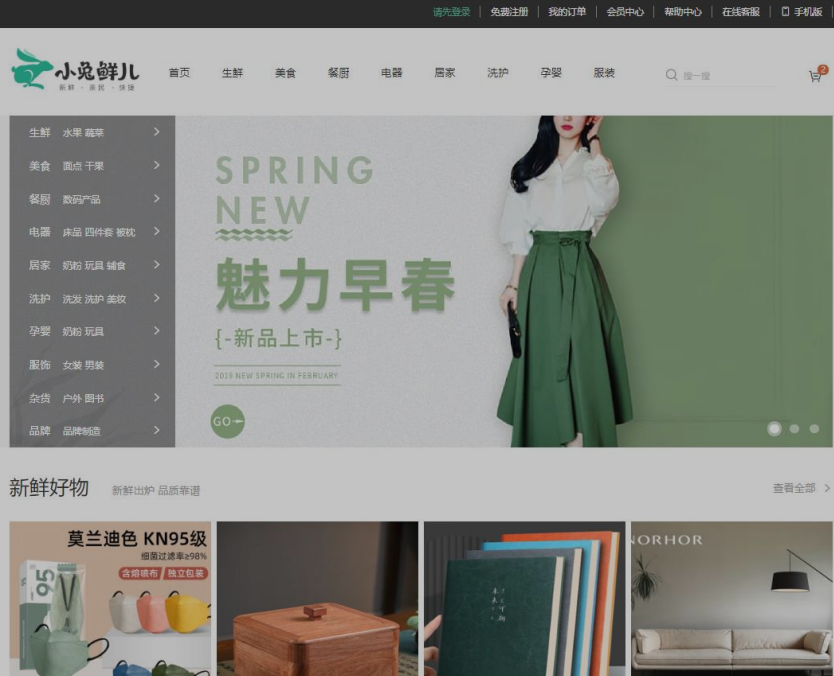 请先登录 免费注册 我的订单 会员中心 帮助中心 在线客服 手机版
小兔鲜儿
新鲜 · 亲民 · 快捷
首页 生鲜 美食 餐厨 电器 居家 洗护 孕婴 服装
搜一搜
2
生鲜 水果 蔬菜
美食 面点 干果
餐厨 数码产品
电器 床品 四件套 被枕
居家 奶粉 玩具 辅食
洗护 洗发 洗护 美妆
孕婴 奶粉 玩具
服饰 女装 男装
杂货 户外 图书
品牌 品牌制造
SPRING
NEW
魅力早春
{-新品上市-}
2019 NEW SPRING IN FEBRUARY
GO
新鲜好物 新鲜出炉 品质靠谱
查看全部
莫兰迪色 KN95级
细菌过滤率≥98%
含熔喷布 独立包装
95
NORHOR